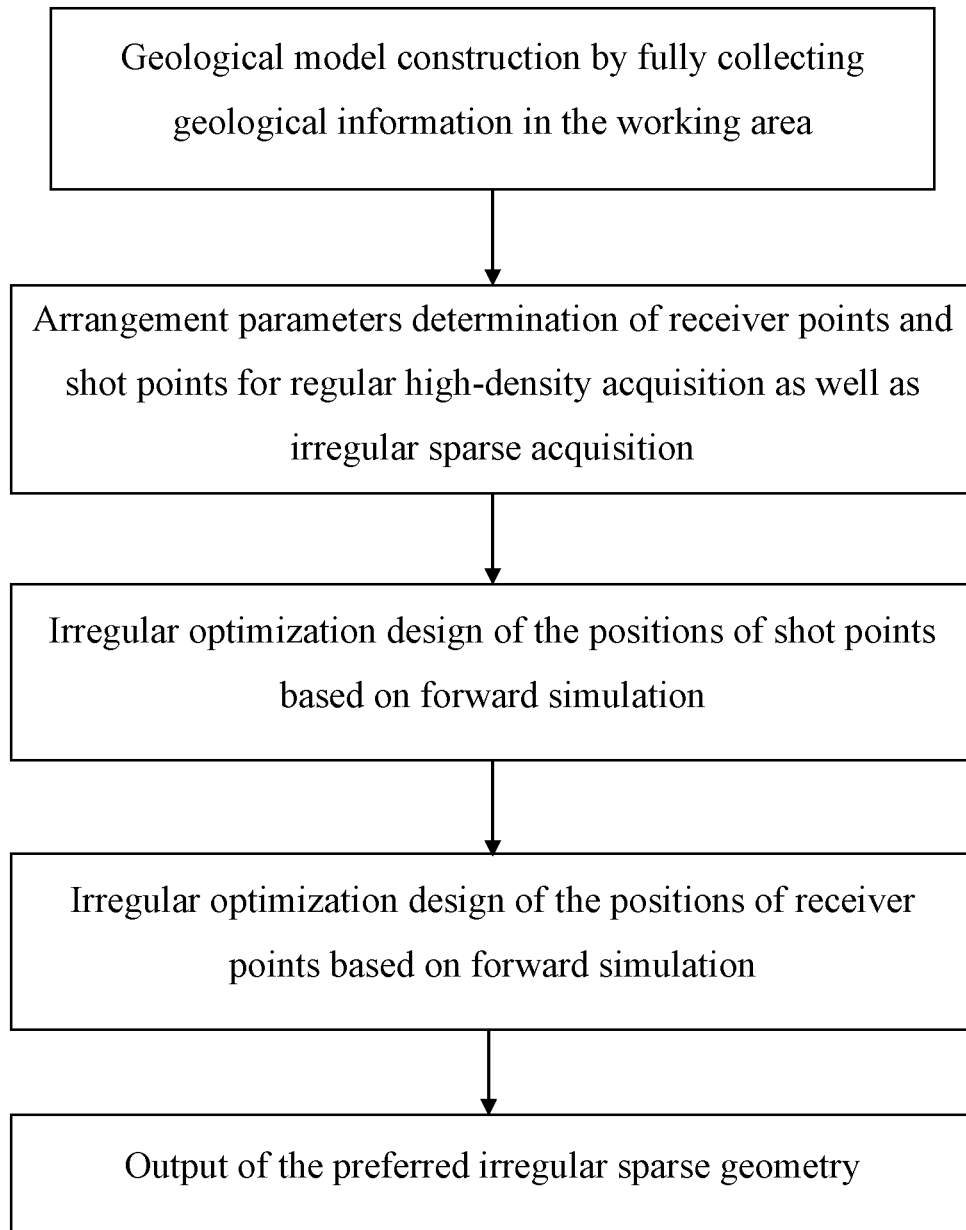 Geological model construction by fully collecting
geological information in the working area
Arrangement parameters determination of receiver points and
shot points for regular high-density acquisition as well as
irregular sparse acquisition
Irregular optimization design of the positions of shot points
based on forward simulation
Irregular optimization design of the positions of receiver
points based on forward simulation
Output of the preferred irregular sparse geometry